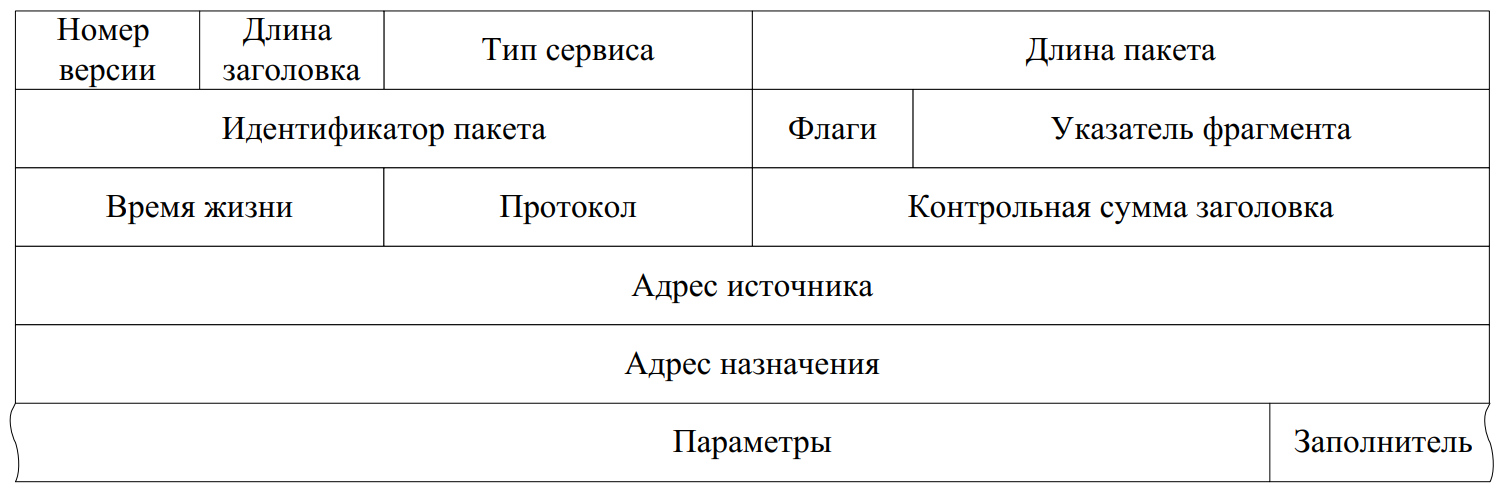 Номер
версии
Длина
заголовка
Тип сервиса
Длина пакета
Идентификатор пакета
Флаги
Указатель фрагмента
Время жизни
Протокол
Контрольная сумма заголовка
Адрес источника
Адрес назначения
Параметры
Заполнитель